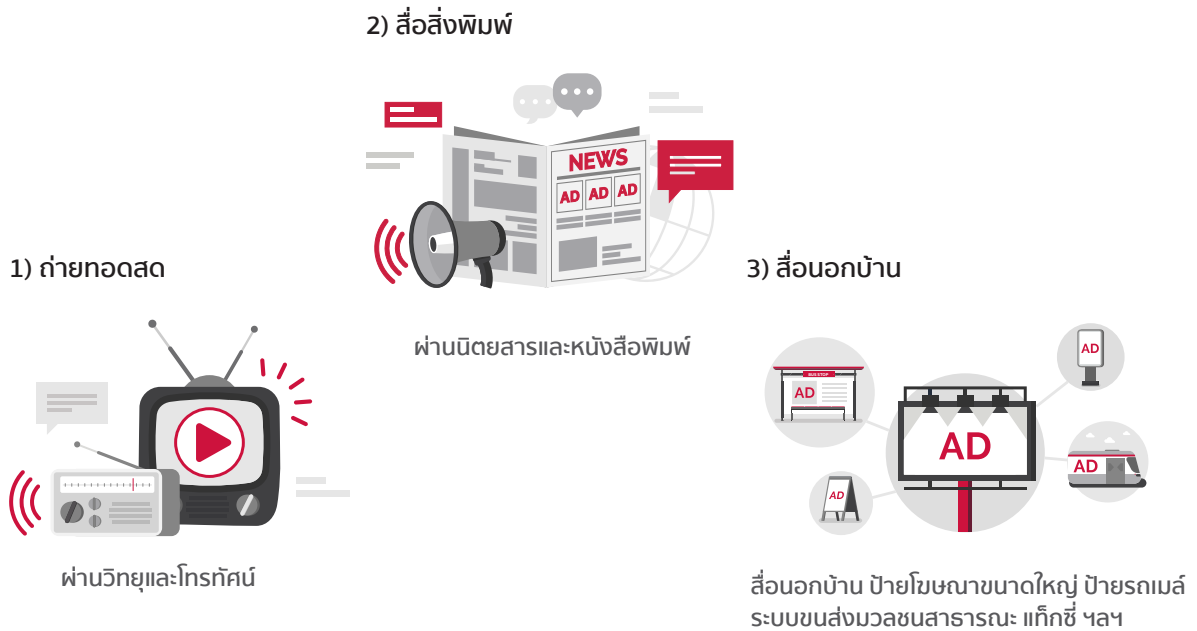 1) ถ่ายทอดสด
ผ่านวิทยุและโทรทัศน์
2) สื่อสิ่งพิมพ์
NEWS
AD AD AD
ผ่านนิตยสารและหนังสือพิมพ์
3) สื่อนอกบ้าน
BUS STOP
AD
AD
AD
AD
AD
สื่อนอกบ้าน ป้ายโฆษณาขนาดใหญ่ ป้ายรถเมล์
ระบบขนส่งมวลชนสาธารณะ แท็กซี่ ฯลฯ